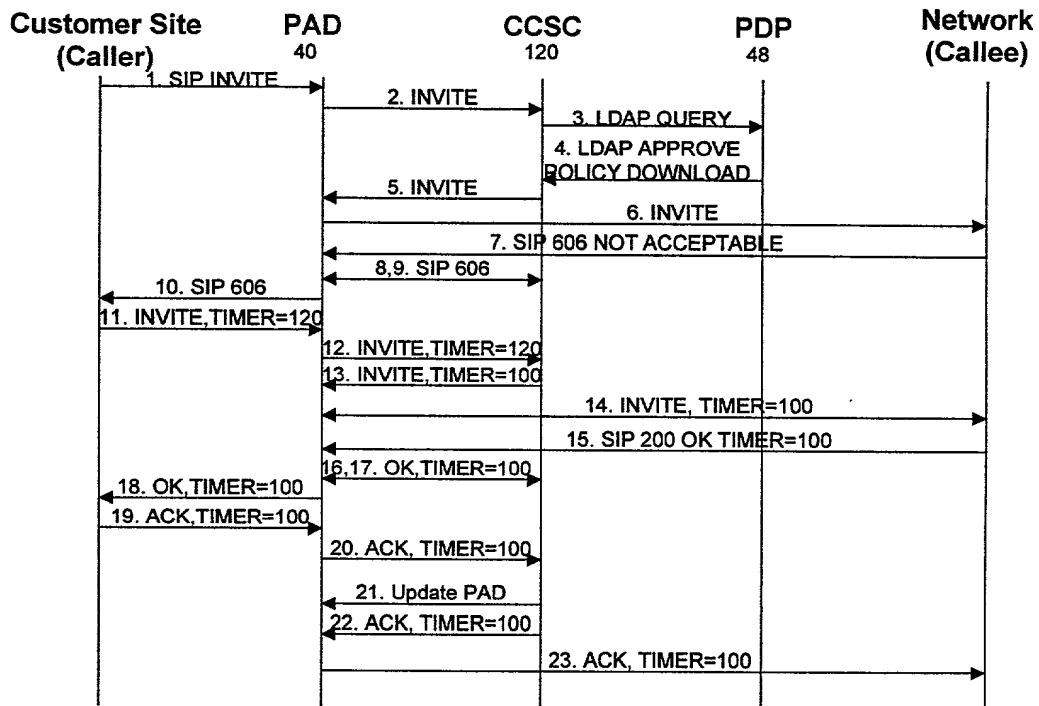 Customer Site
(Caller)
PAD
40
CCSC
120
PDP
48
Network
(Callee)
1. SIP INVITE
2. INVITE
3. LDAP QUERY
4. LDAP APPROVE
POLICY DOWNLOAD
5. INVITE
6. INVITE
7. SIP 606 NOT ACCEPTABLE
8,9. SIP 606
10. SIP 606
11. INVITE,TIMER=120
12. INVITE,TIMER=120
13. INVITE,TIMER=100
14. INVITE, TIMER=100
15. SIP 200 OK TIMER=100
16,17. OK,TIMER=100
18. OK,TIMER=100
19. ACK,TIMER=100
20. ACK, TIMER=100
21. Update PAD
22. ACK, TIMER=100
23. ACK, TIMER=100